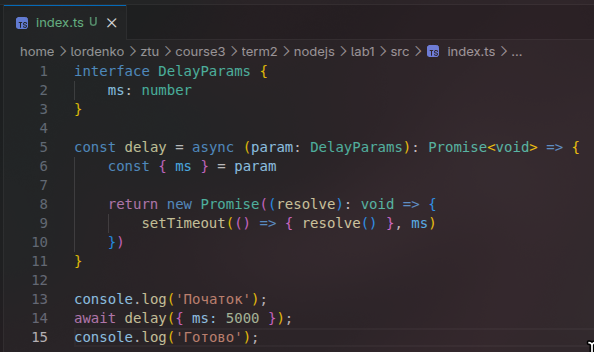 TS index.ts U ×
home > lordenko > ztu > course3 > term2 > nodejs > lab1 > src > TS index.ts > ...
1 interface DelayParams {
2     ms: number
3 }
4
5 const delay = async (param: DelayParams): Promise<void> => {
6     const { ms } = param
7
8     return new Promise((resolve): void => {
9         setTimeout(() => { resolve() }, ms)
10     })
11 }
12
13 console.log('Початок');
14 await delay({ ms: 5000 });
15 console.log('Готово');